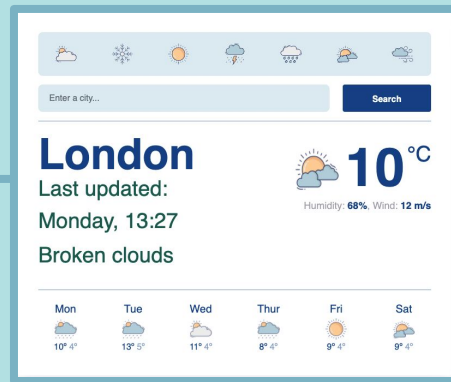 Enter a city...
Search
London
10 °C
Last updated:
Humidity: 68%, Wind: 12 m/s
Monday, 13:27
Broken clouds
Mon Tue Wed Thur Fri Sat
10° 4° 13° 5° 11° 4° 8° 4° 9° 4° 9° 4°